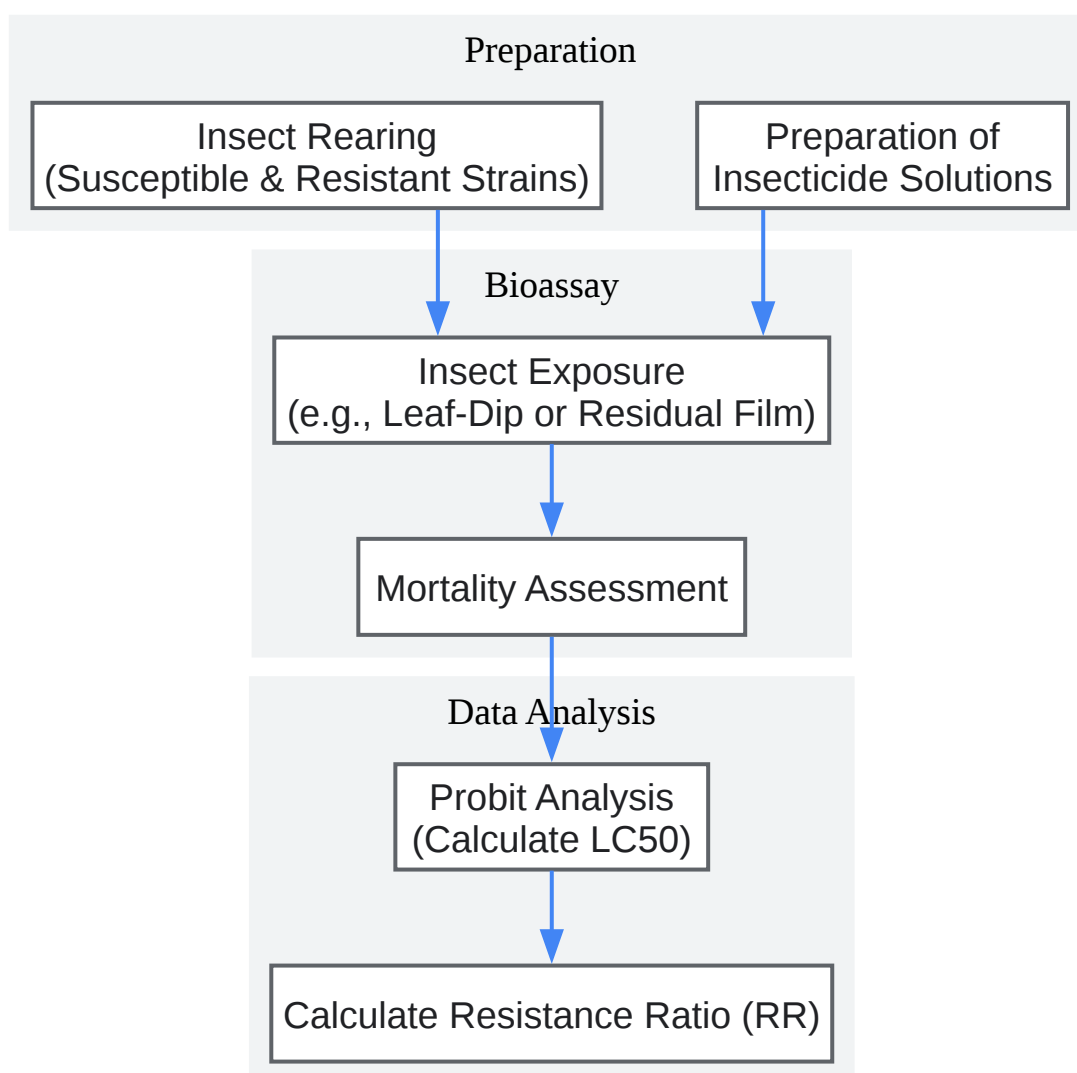 Preparation
Insect Rearing
(Susceptible & Resistant Strains)
Preparation of
Insecticide Solutions
Bioassay
Insect Exposure
(e.g., Leaf-Dip or Residual Film)
Mortality Assessment
Data Analysis
Probit Analysis
(Calculate LC50)
Calculate Resistance Ratio (RR)